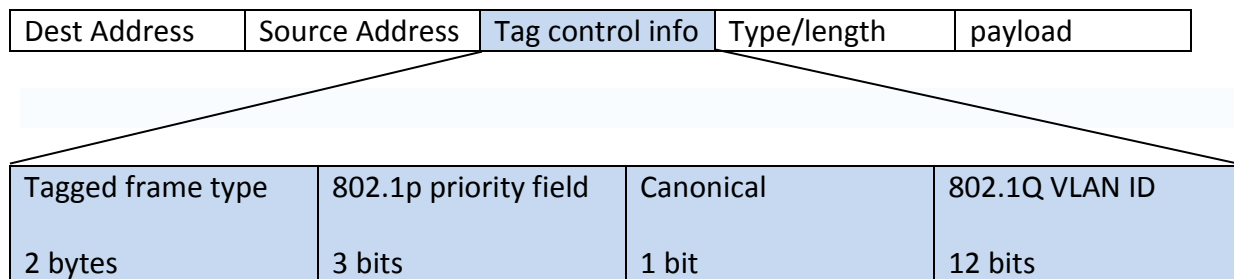 Dest Address Source Address Tag control info Type/length payload
Tagged frame type 802.1p priority field Canonical 802.1Q VLAN ID
2 bytes 3 bits 1 bit 12 bits